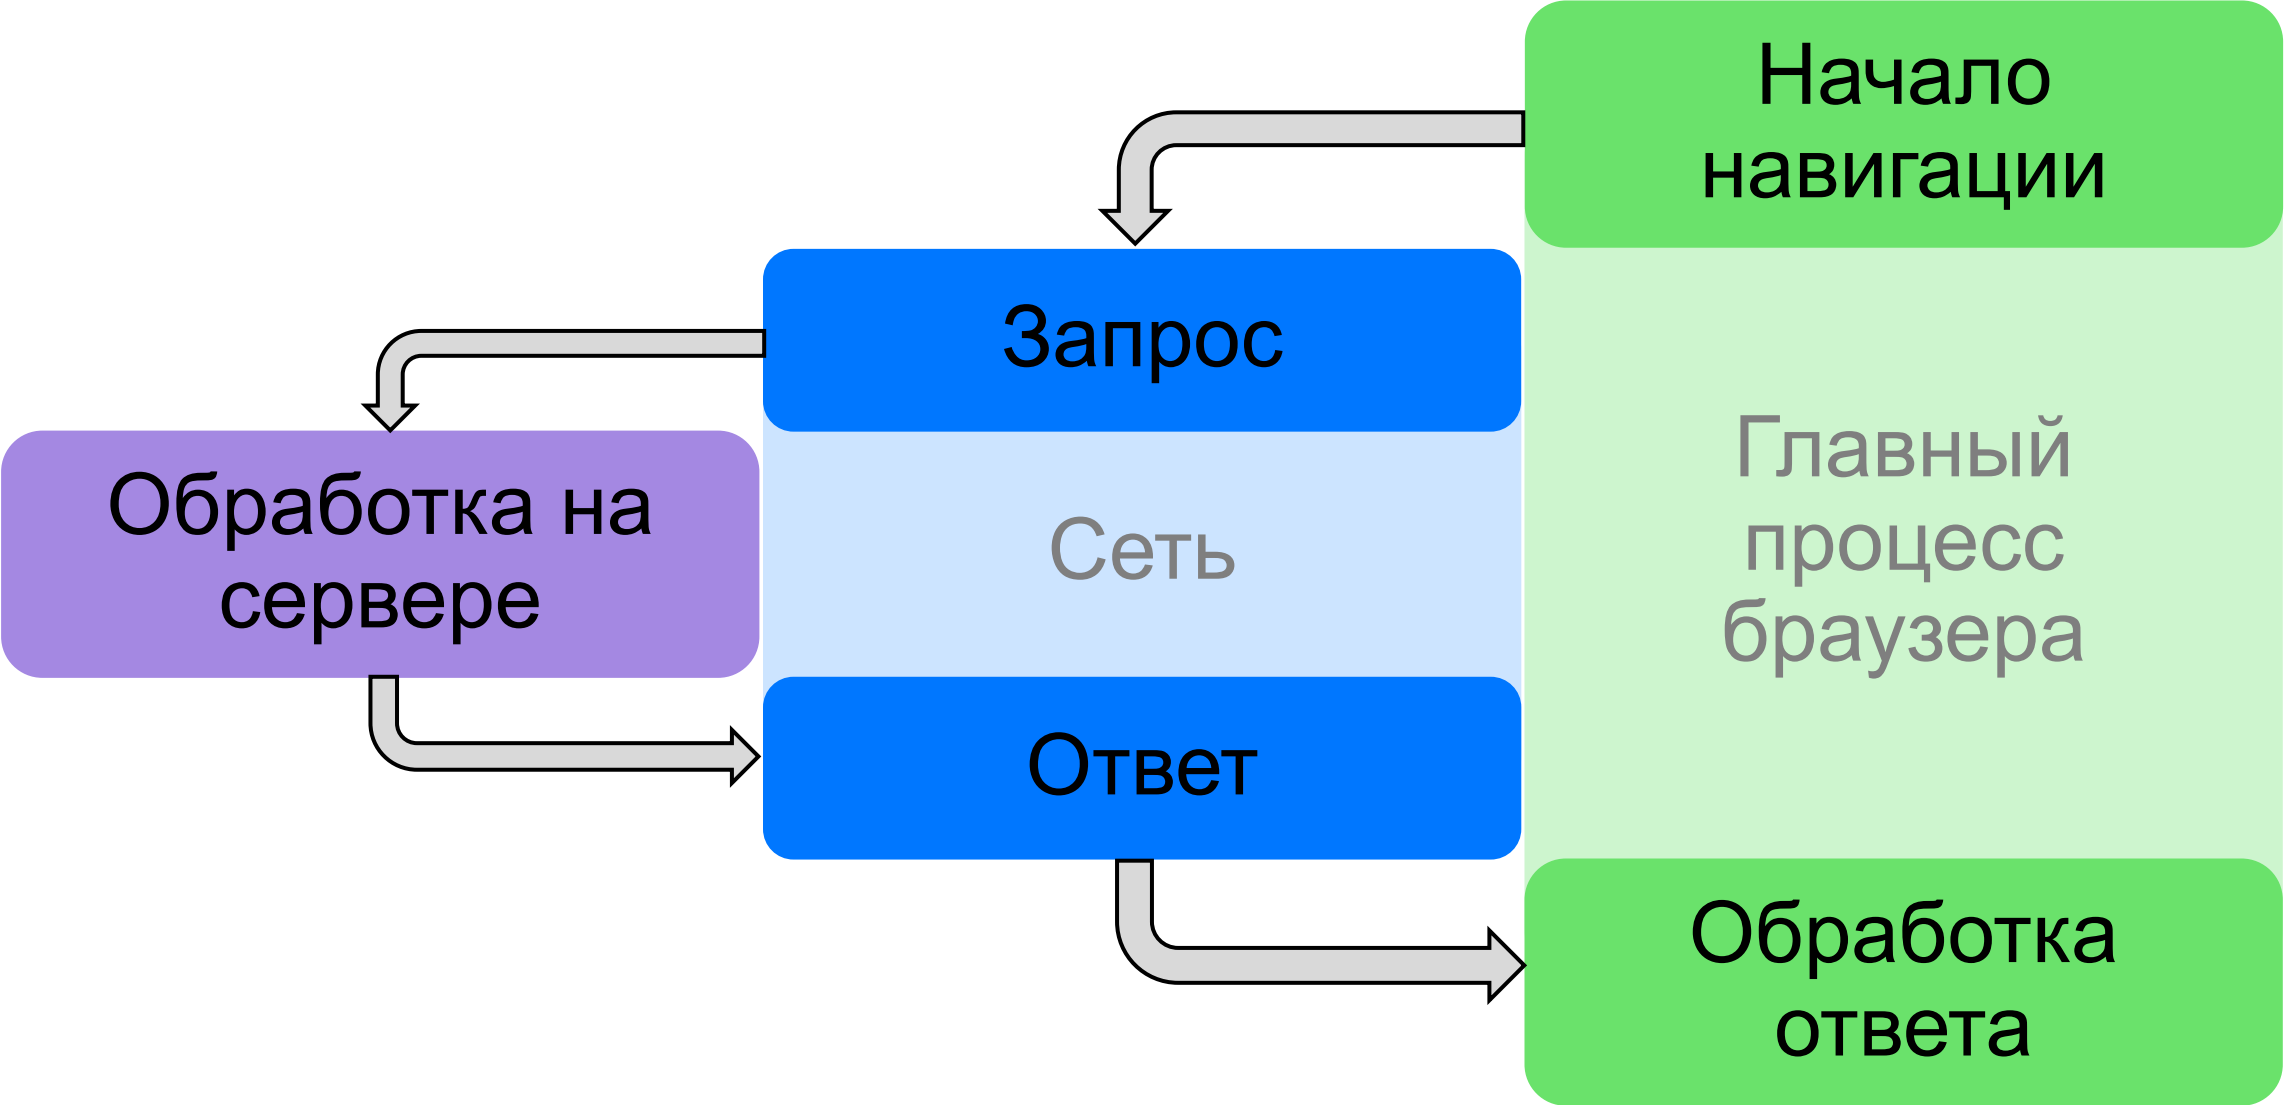 Начало
навигации
Запрос
Обработка на
сервере
Сеть
Главный
процесс
браузера
Ответ
Обработка
ответа